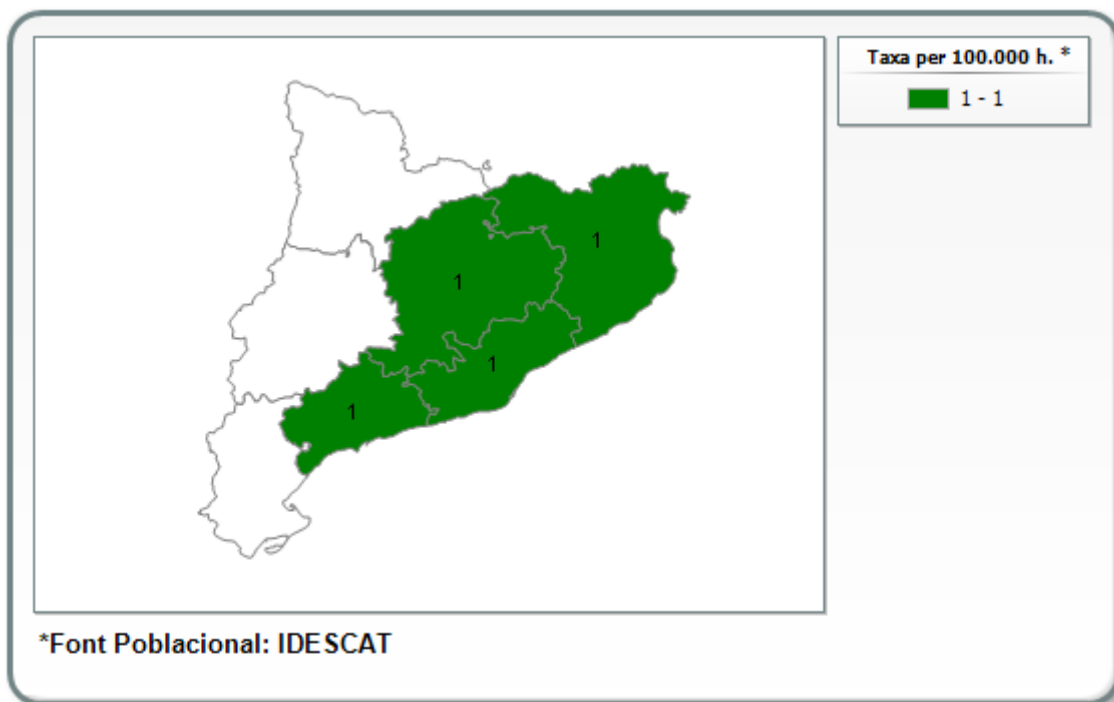 Taxa per 100.000 h. *
1 - 1
1
1
1
1
*Font Poblacional: IDESCAT